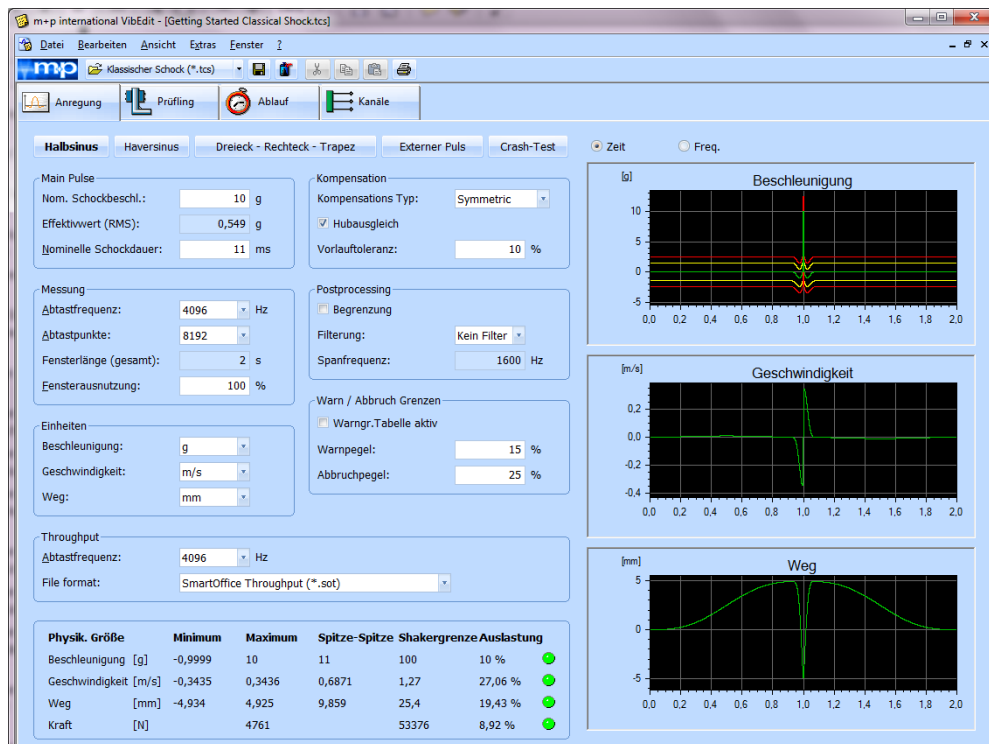 m+p international VibEdit - [Getting Started Classical Shock.tcs]
Datei Bearbeiten Ansicht Extras Fenster ?
m+p Klassischer Schock (*.tcs)
Anregung Prüfling Ablauf Kanäle
Halbsinus Haversinus Dreieck - Rechteck - Trapez Externer Puls Crash-Test
Main Pulse
Nom. Schockbeschl.: 10 g
Effektivwert (RMS): 0,549 g
Nominelle Schockdauer: 11 ms
Kompensation
Kompensations Typ: Symmetric
Hubausgleich
Vorlauftoleranz: 10 %
Messung
Abtastfrequenz: 4096 Hz
Abtastpunkte: 8192
Fensterlänge (gesamt): 2 s
Fensterausnutzung: 100 %
Postprocessing
Begrenzung
Filterung: Kein Filter
Spanfrequenz: 1600 Hz
Einheiten
Beschleunigung: g
Geschwindigkeit: m/s
Weg: mm
Warn / Abbruch Grenzen
Warngr.Tabelle aktiv
Warnpegel: 15 %
Abbruchpegel: 25 %
Throughput
Abtastfrequenz: 4096 Hz
File format: SmartOffice Throughput (*.sot)
Physik. Größe Minimum Maximum Spitze-Spitze Shakergrenze Auslastung
Beschleunigung [g] -0,9999 10 11 100 10 %
Geschwindigkeit [m/s] -0,3435 0,3436 0,6871 1,27 27,06 %
Weg [mm] -4,934 4,925 9,859 25,4 19,43 %
Kraft [N] 4761 53376 8,92 %
Zeit Freq.
[g] Beschleunigung
10
5
0
-5
0,0 0,2 0,4 0,6 0,8 1,0 1,2 1,4 1,6 1,8 2,0
[m/s] Geschwindigkeit
0,2
0,0
-0,2
-0,4
0,0 0,2 0,4 0,6 0,8 1,0 1,2 1,4 1,6 1,8 2,0
[mm] Weg
5
0
-5
0,0 0,2 0,4 0,6 0,8 1,0 1,2 1,4 1,6 1,8 2,0